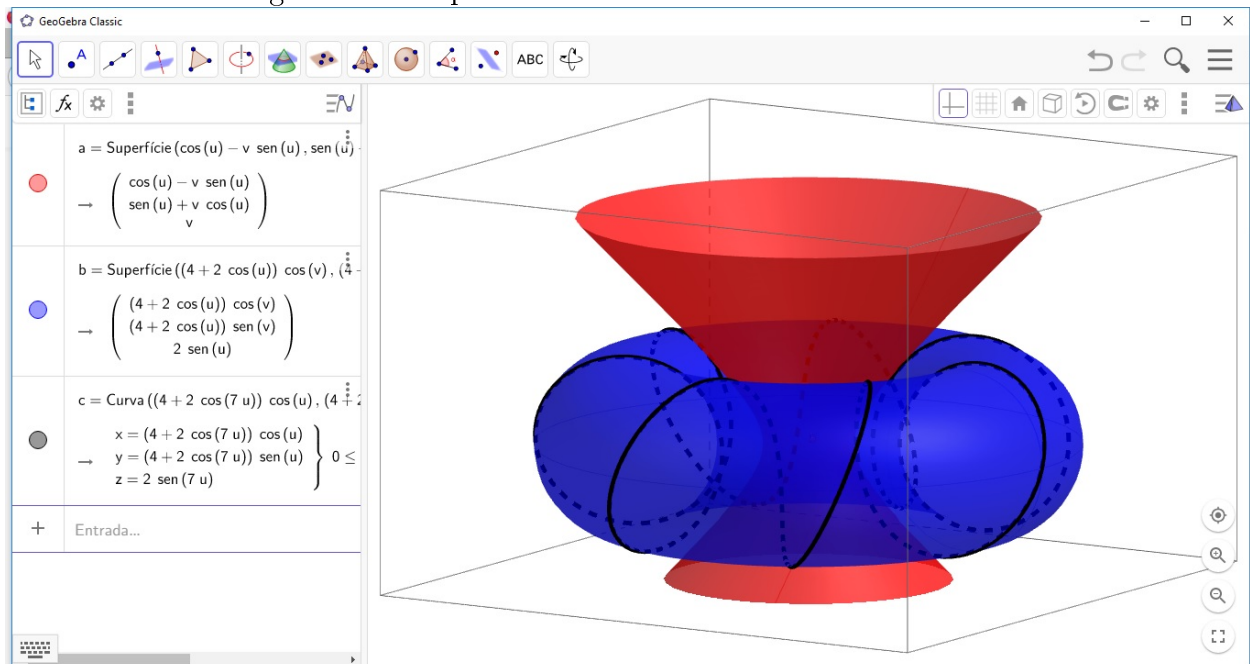 GeoGebra Classic
ABC
fx
a = Superfície (cos (u) − v sen (u) , sen (u)
→ ( cos (u) − v sen (u)
sen (u) + v cos (u)
v )
b = Superfície ((4 + 2 cos (u)) cos (v) , (4
→ ( (4 + 2 cos (u)) cos (v)
(4 + 2 cos (u)) sen (v)
2 sen (u) )
c = Curva ((4 + 2 cos (7 u)) cos (u) , (4 + 2
x = (4 + 2 cos (7 u)) cos (u)
→ y = (4 + 2 cos (7 u)) sen (u) } 0 ≤
z = 2 sen (7 u)
+ Entrada...